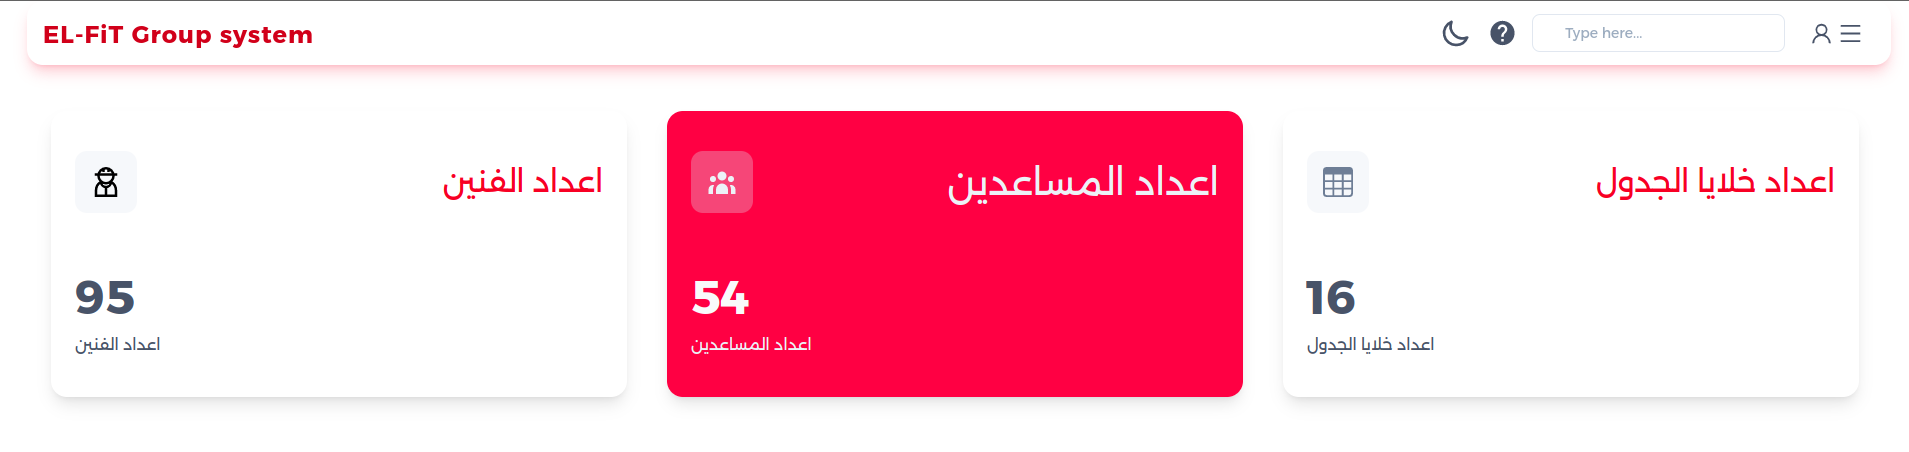 EL-FiT Group system
Type here...
اعداد الفنين
95
اعداد الفنين
اعداد المساعدين
54
اعداد المساعدين
اعداد خلايا الجدول
16
اعداد خلايا الجدول